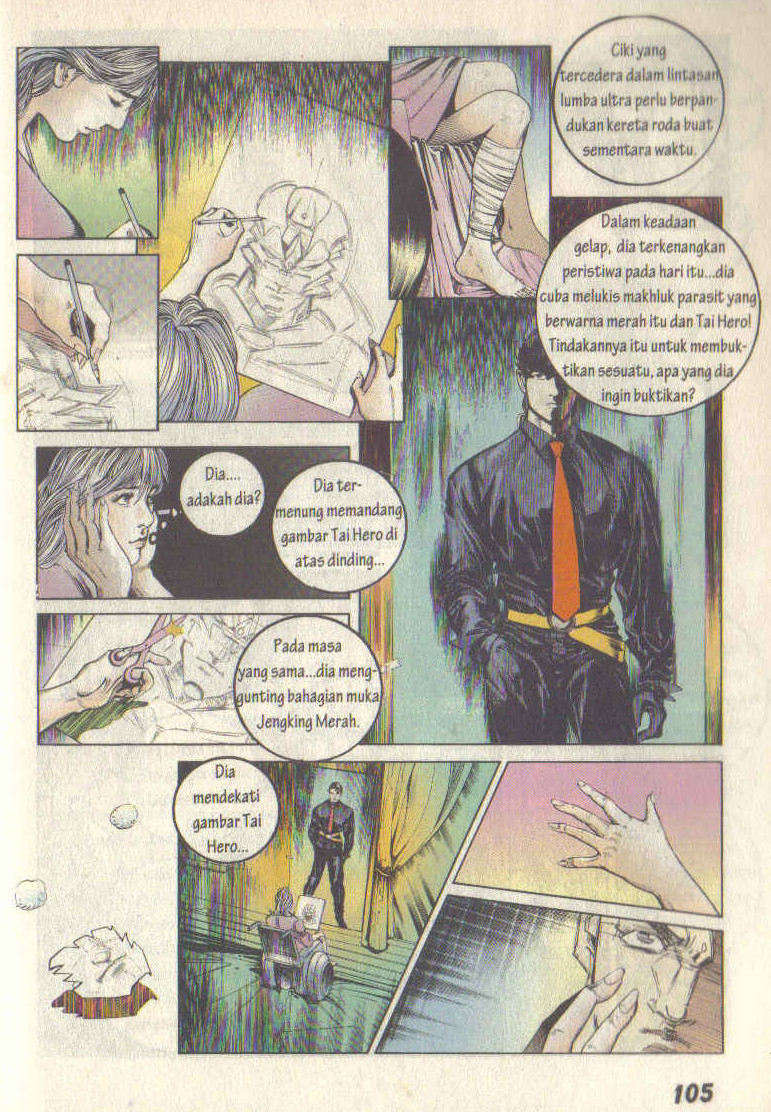 Ciki yang
tercedera dalam lintasan
lumba ultra perlu berpan-
dukan kereta roda buat
sementara waktu.
Dalam keadaan
gelap, dia terkenangkan
peristiwa pada hari itu...dia
cuba melukis makhluk parasit yang
berwarna merah itu dan Tai Hero!
Tindakannya itu untuk membuk-
tikan sesuatu, apa yang dia
ingin buktikan?
Dia....
adakah dia?
Dia ter-
menung memandang
gambar Tai Hero di
atas dinding...
Pada masa
yang sama...dia meng-
gunting bahagian muka
Jengking Merah.
Dia
mendekati
gambar Tai
Hero...
105